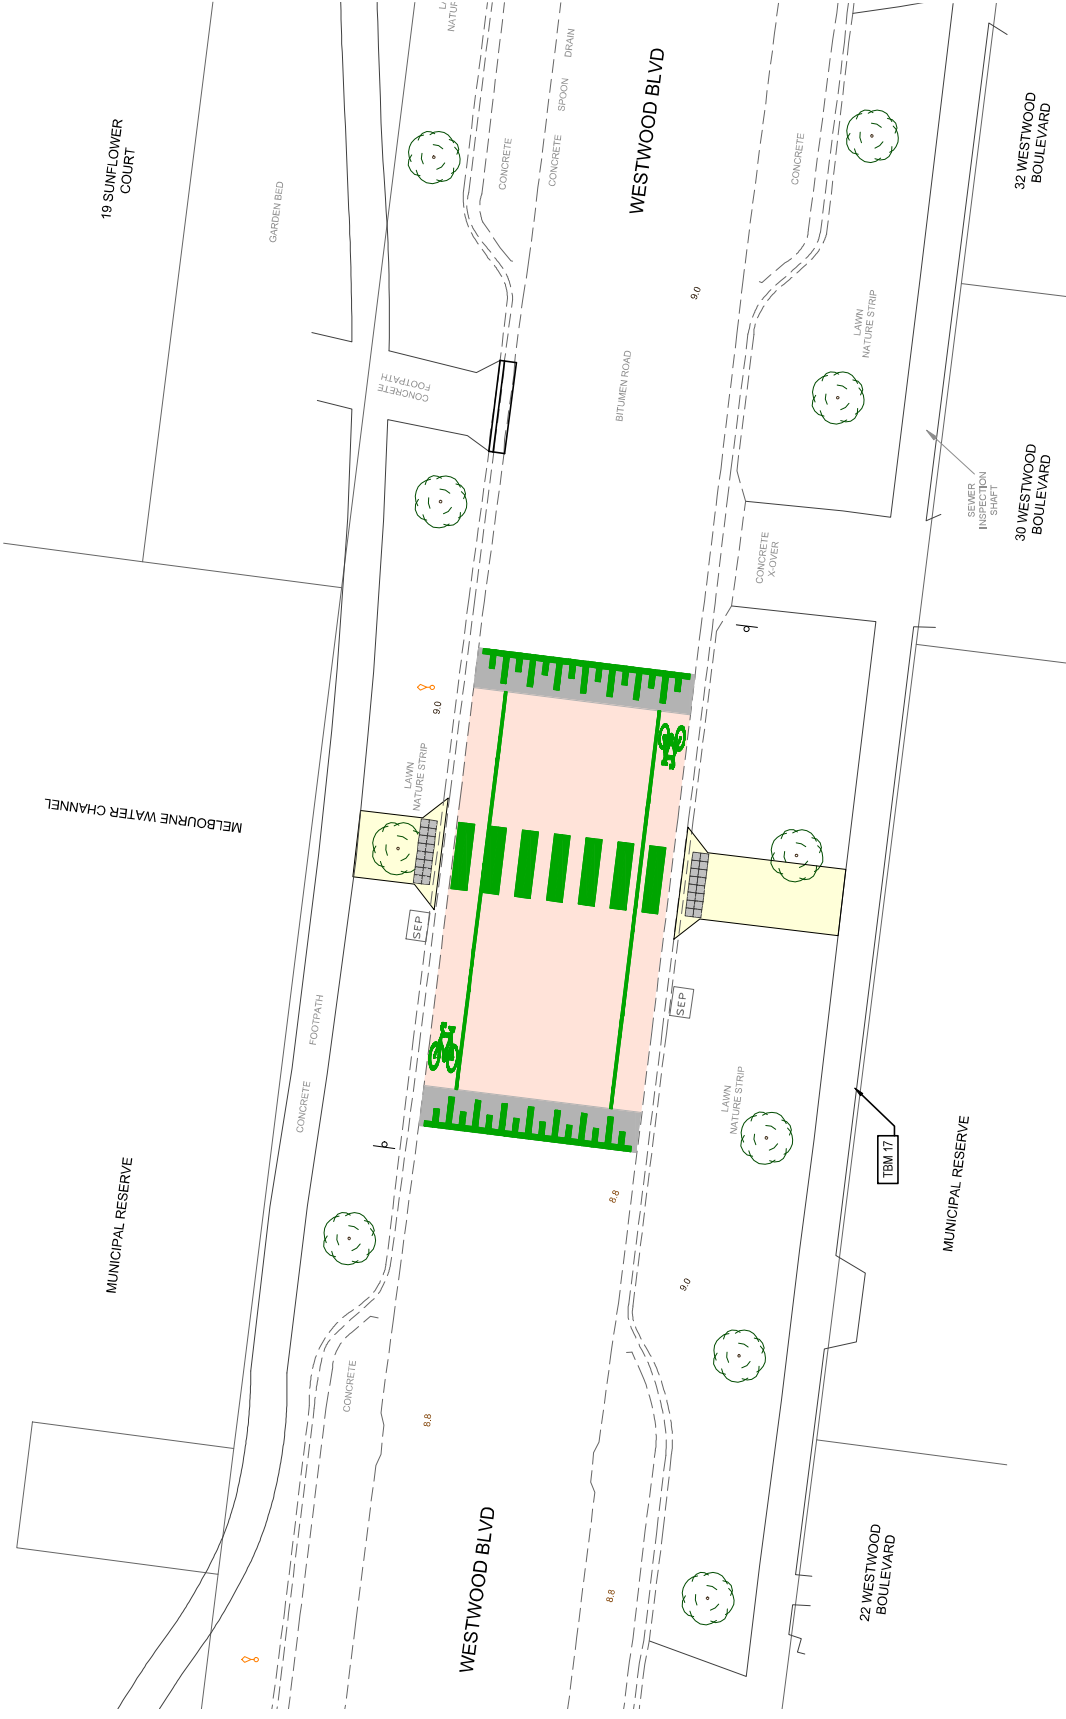 LA
NATUR
CONCRETE
CONCRETE
SPOON
DRAIN
WESTWOOD BLVD
CONCRETE
19 SUNFLOWER
COURT
GARDEN BED
32 WESTWOOD
BOULEVARD
9.0
LAWN
NATURE STRIP
BITUMEN ROAD
CONCRETE
FOOTPATH
SEWER
INSPECTION
SHAFT
30 WESTWOOD
BOULEVARD
CONCRETE
X-OVER
9.0
LAWN
NATURE STRIP
MELBOURNE WATER CHANNEL
SEP
SEP
CONCRETE
FOOTPATH
LAWN
NATURE STRIP
TBM 17
MUNICIPAL RESERVE
MUNICIPAL RESERVE
8.8
9.0
CONCRETE
8.8
WESTWOOD BLVD
8.8
22 WESTWOOD
BOULEVARD